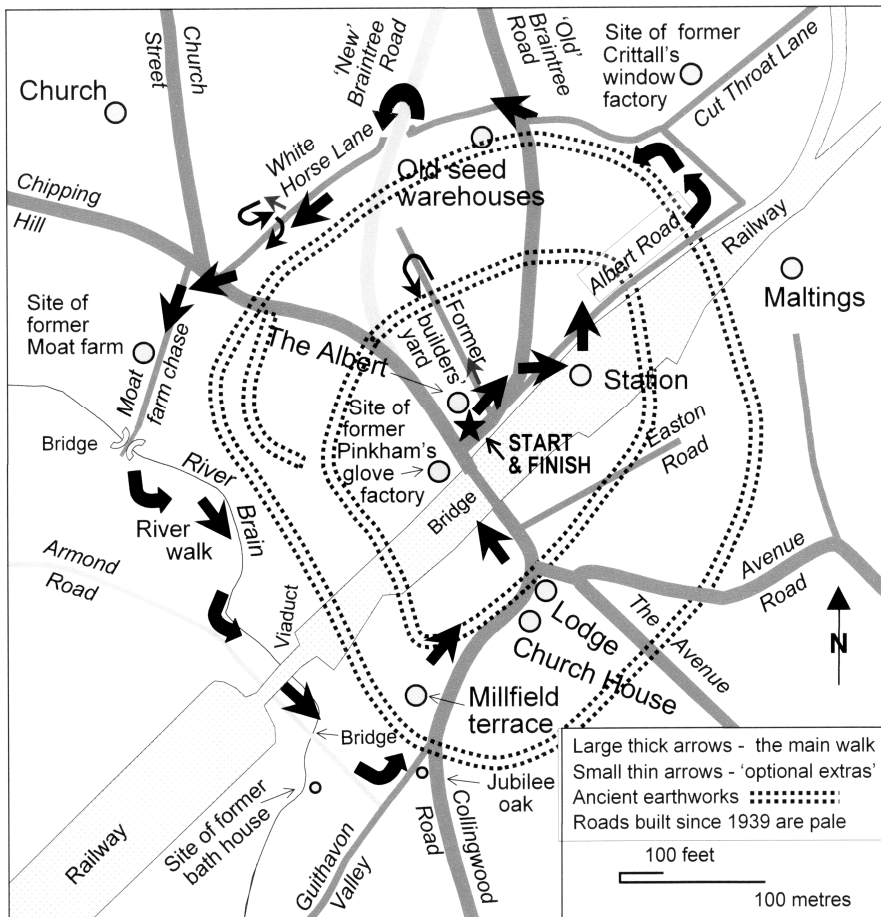 Church
Street
Church
Street
'New'
Braintree
Road
'Old'
Braintree
Road
Site of former
Crittall's
window
factory
Cut Throat Lane
White
Horse Lane
Old seed
warehouses
Chipping
Hill
Albert Road
Railway
Maltings
Site of
former
Moat farm
Moat
farm chase
The Albert
Former
builders'
yard
Station
Site of
former
Pinkham's
glove
factory
START
& FINISH
Easton
Road
Bridge
Bridge
River
Brain
River
walk
Armond
Road
Viaduct
Avenue
Road
The Avenue
Lodge
Church House
N
Millfield
terrace
Bridge
Jubilee
oak
Site of former
bath house
Railway
Guithavon
Valley
Road
Collingwood
Large thick arrows - the main walk
Small thin arrows - 'optional extras'
Ancient earthworks
Roads built since 1939 are pale
100 feet
100 metres